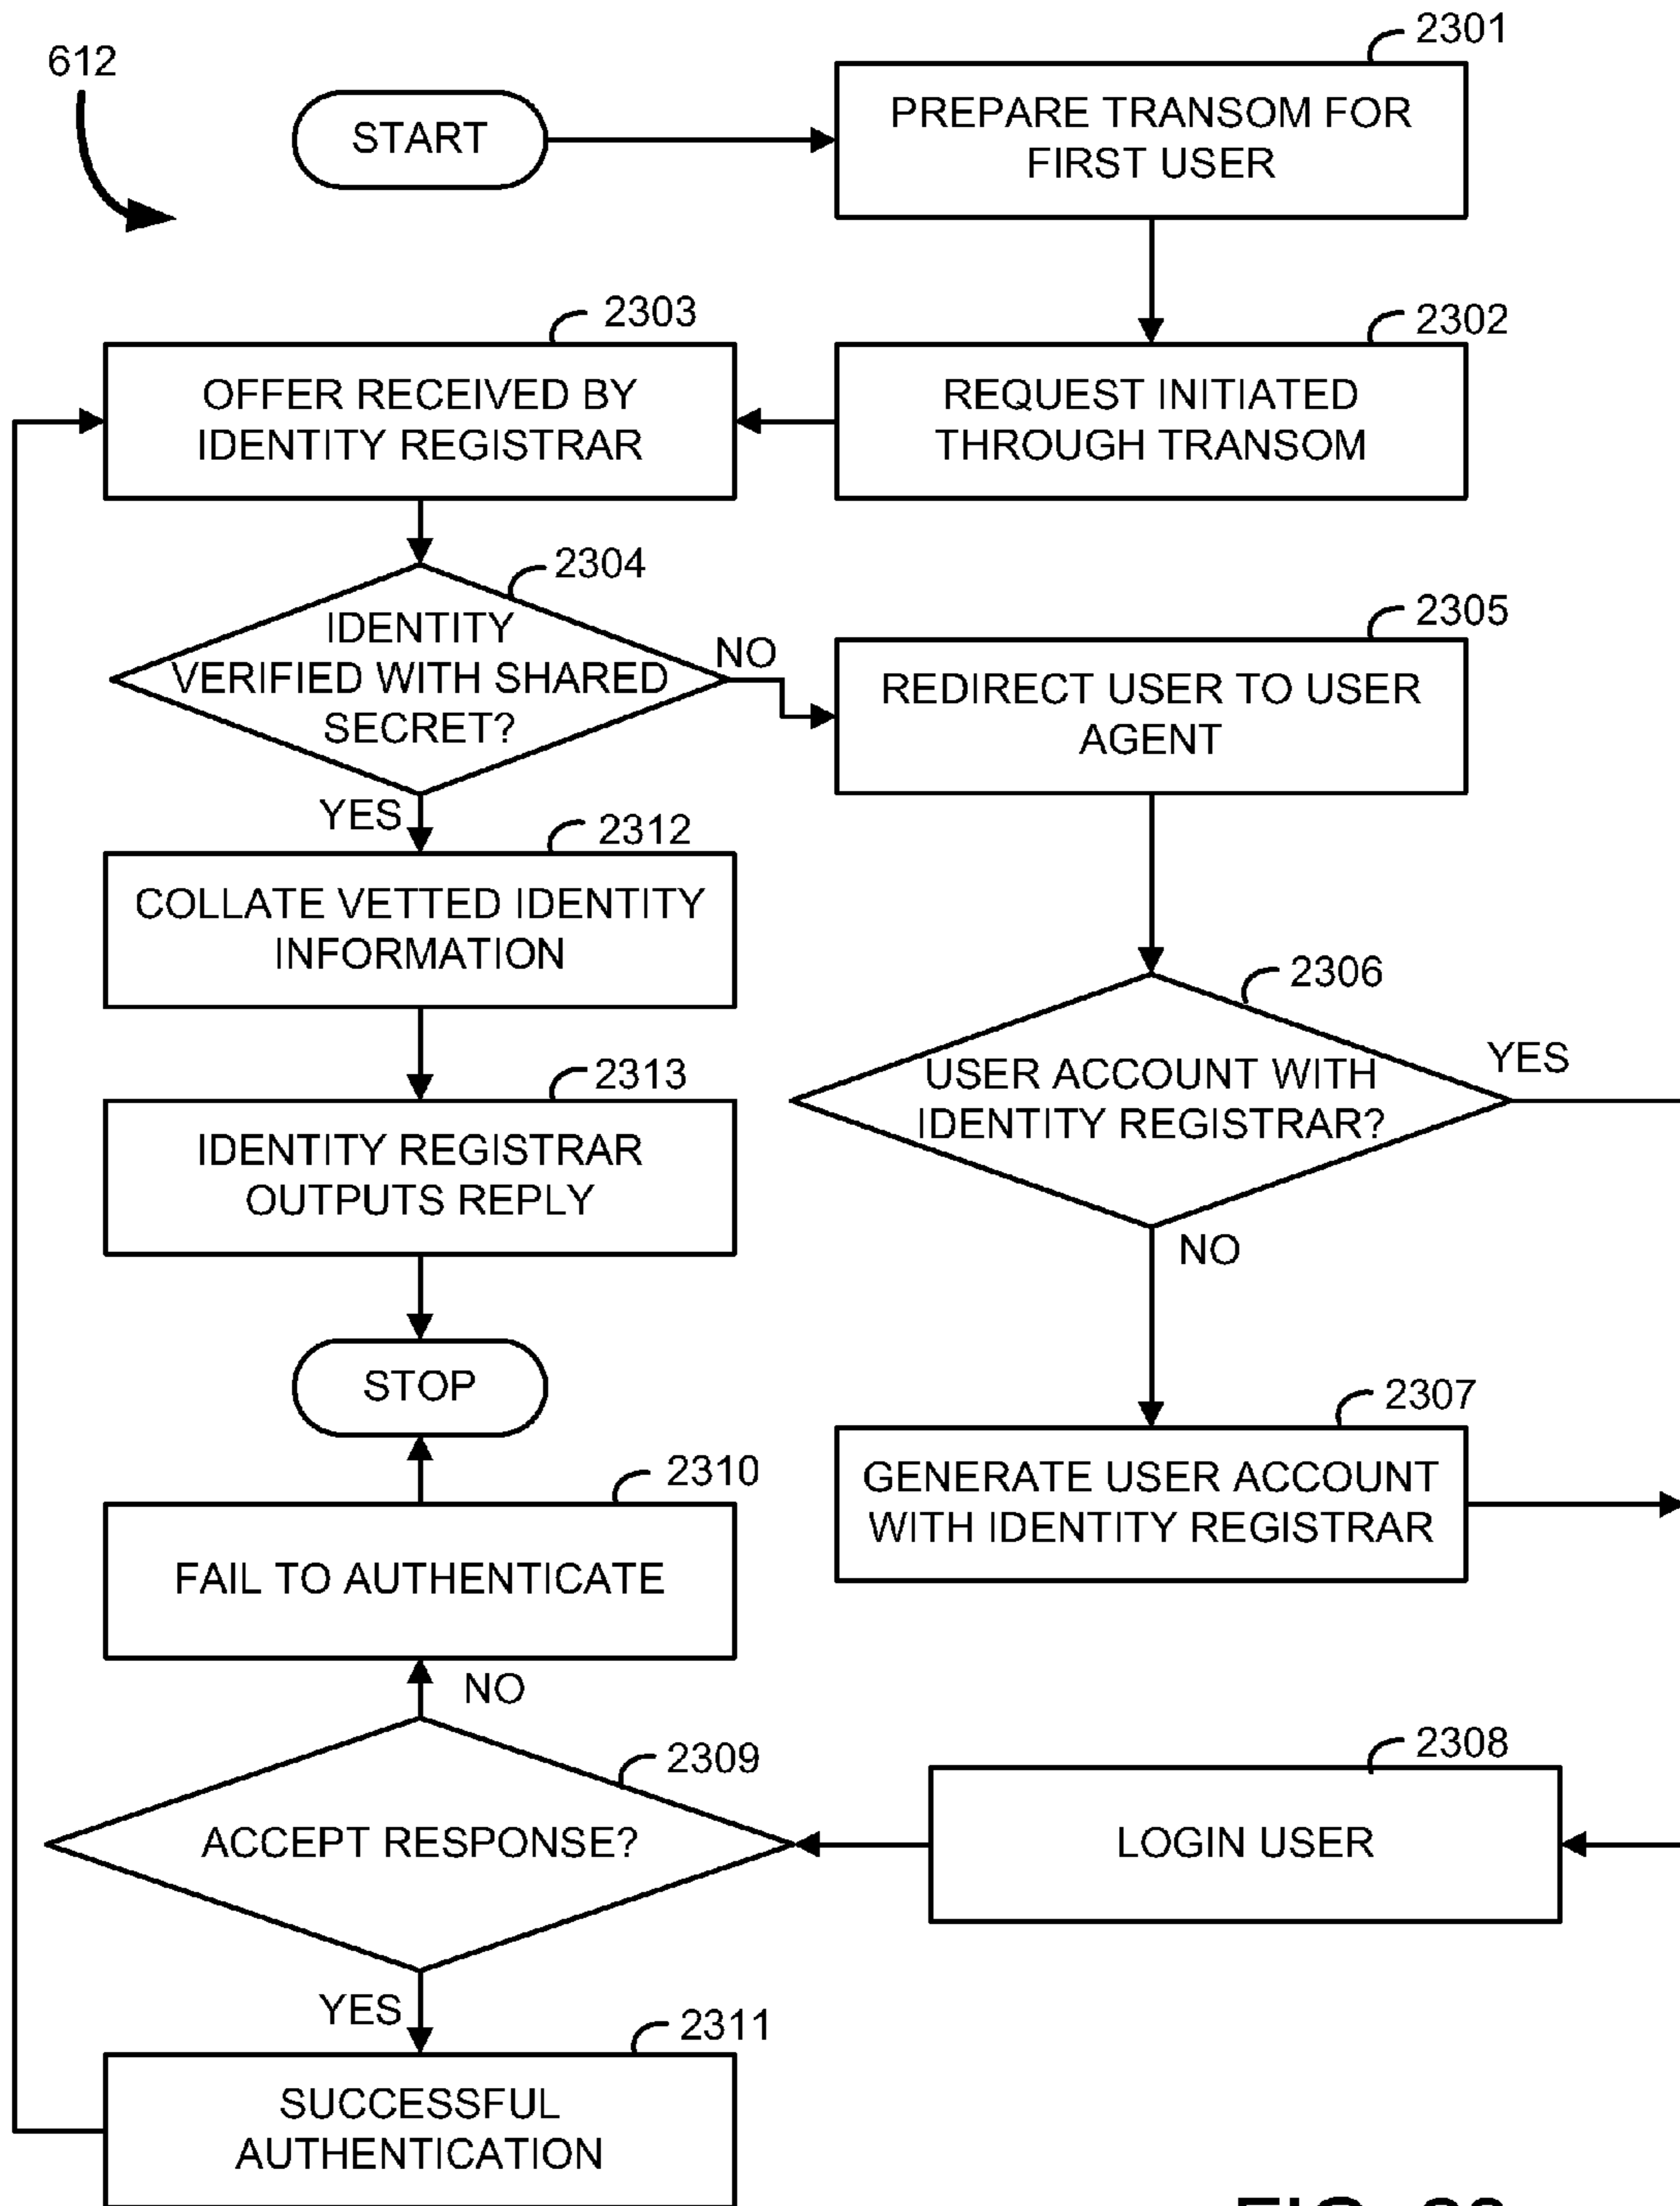 612
START
2301
PREPARE TRANSOM FOR
FIRST USER
2303
OFFER RECEIVED BY
IDENTITY REGISTRAR
2302
REQUEST INITIATED
THROUGH TRANSOM
2304
IDENTITY
VERIFIED WITH SHARED
SECRET?
NO
YES
2305
REDIRECT USER TO USER
AGENT
2312
COLLATE VETTED IDENTITY
INFORMATION
2306
USER ACCOUNT WITH
IDENTITY REGISTRAR?
YES
NO
2313
IDENTITY REGISTRAR
OUTPUTS REPLY
STOP
2307
GENERATE USER ACCOUNT
WITH IDENTITY REGISTRAR
2310
FAIL TO AUTHENTICATE
NO
2309
ACCEPT RESPONSE?
YES
2308
LOGIN USER
2311
SUCCESSFUL
AUTHENTICATION